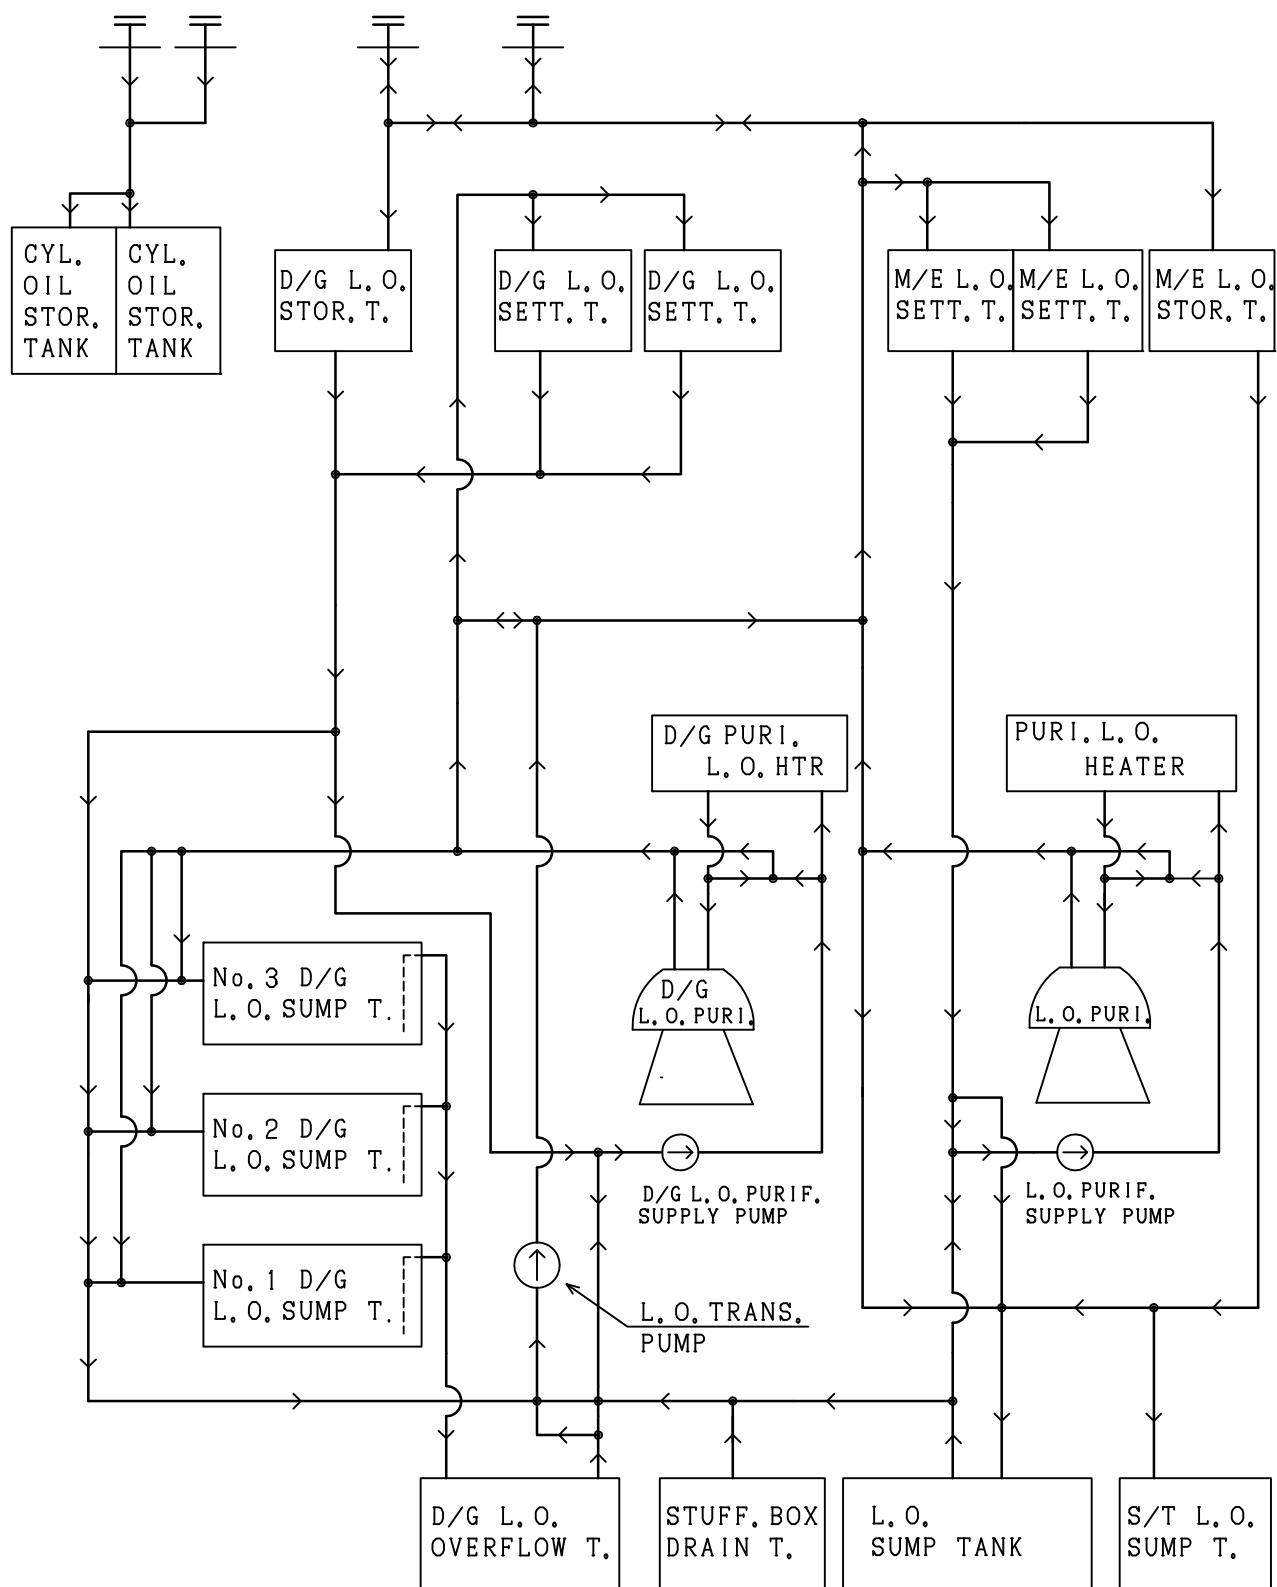 CYL.
OIL
STOR.
TANK
CYL.
OIL
STOR.
TANK
D/G L.O.
STOR.T.
D/G L.O.
SETT.T.
D/G L.O.
SETT.T.
M/E L.O.
SETT.T.
M/E L.O.
SETT.T.
M/E L.O.
STOR.T.
D/G PURI.
L.O.HTR
PURI.L.O.
HEATER
No.3 D/G
L.O.SUMP T.
D/G
L.O.PURI.
L.O.PURI.
No.2 D/G
L.O.SUMP T.
D/G L.O.PURIF.
SUPPLY PUMP
L.O.PURIF.
SUPPLY PUMP
No.1 D/G
L.O.SUMP T.
L.O.TRANS.
PUMP
D/G L.O.
OVERFLOW T.
STUFF.BOX
DRAIN T.
L.O.
SUMP TANK
S/T L.O.
SUMP T.